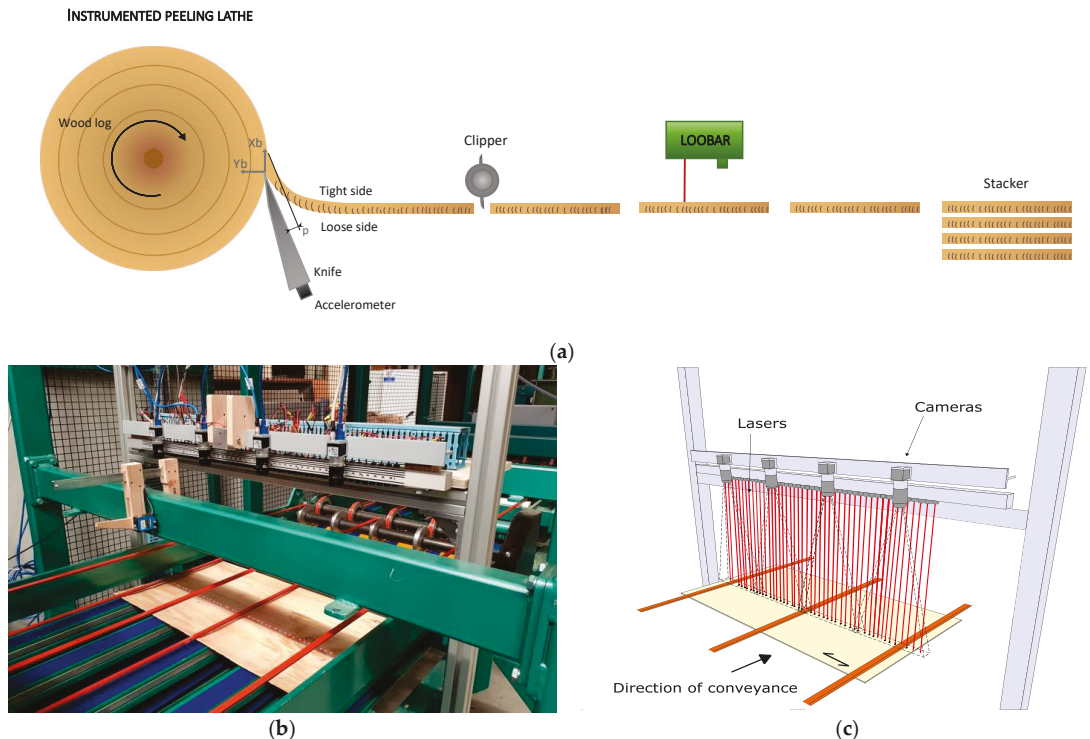 INSTRUMENTED PEELING LATHE
Wood log
Xb
Yb
Tight side
Loose side
p
Knife
Accelerometer
Clipper
LOOBAR
Stacker
(a)
Lasers
Cameras
Direction of conveyance
(b)
(c)